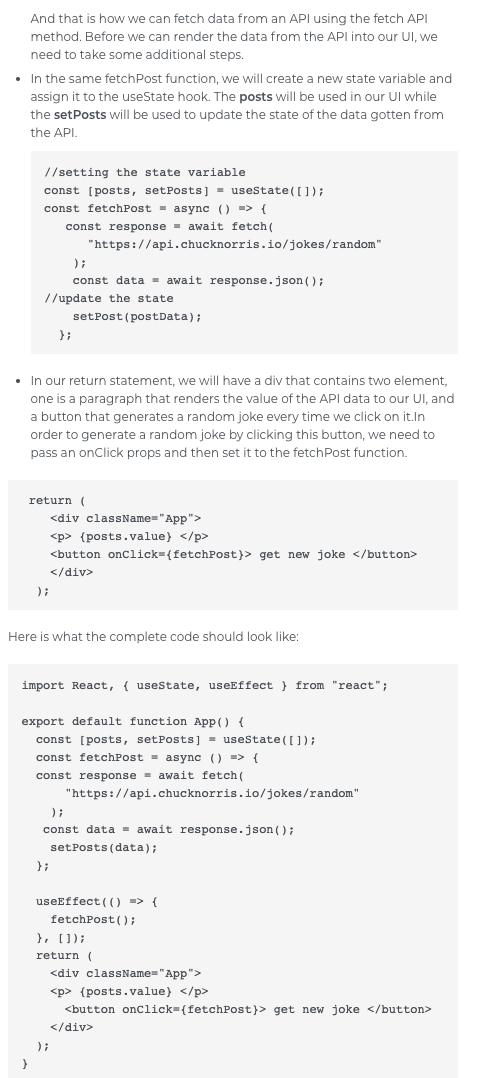 And that is how we can fetch data from an API using the fetch API
method. Before we can render the data from the API into our UI, we
need to take some additional steps.
• In the same fetchPost function, we will create a new state variable and
assign it to the useState hook. The posts will be used in our UI while
the setPosts will be used to update the state of the data gotten from
the API.
//setting the state variable
const [posts, setPosts] = useState([]);
const fetchPost = async () => {
   const response = await fetch(
      "https://api.chucknorris.io/jokes/random"
    );
    const data = await response.json();
//update the state
    setPost(postData);
  };
• In our return statement, we will have a div that contains two element,
one is a paragraph that renders the value of the API data to our UI, and
a button that generates a random joke every time we click on it.In
order to generate a random joke by clicking this button, we need to
pass an onClick props and then set it to the fetchPost function.
 return (
    <div className="App">
    <p> {posts.value} </p>
    <button onClick={fetchPost}> get new joke </button>
    </div>
  );
Here is what the complete code should look like:
import React, { useState, useEffect } from "react";
export default function App() {
  const [posts, setPosts] = useState([]);
  const fetchPost = async () => {
  const response = await fetch(
      "https://api.chucknorris.io/jokes/random"
    );
   const data = await response.json();
    setPosts(data);
  };
  useEffect(() => {
    fetchPost();
  }, []);
  return (
    <div className="App">
    <p> {posts.value} </p>
      <button onClick={fetchPost}> get new joke </button>
    </div>
  );
}